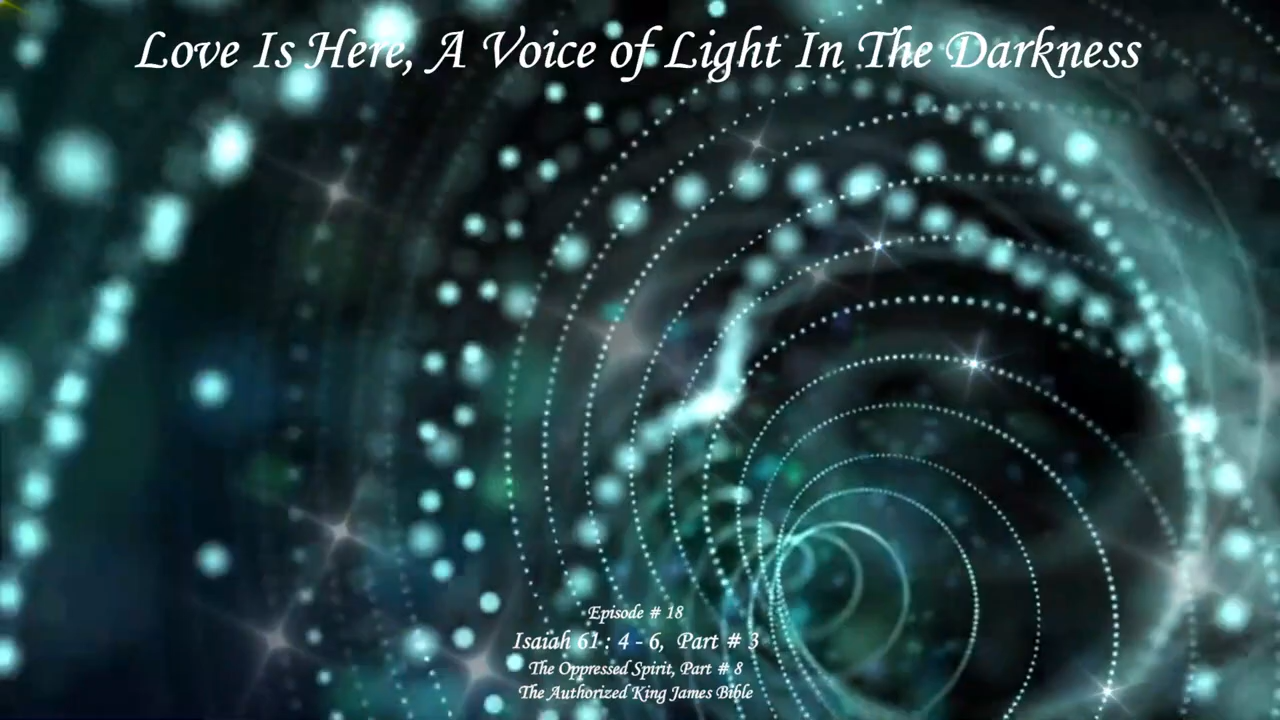 Love Is Here, A Voice of Light In The Darkness
Episode # 18
Isaiah 61 : 4 - 6, Part # 3
The Oppressed Spirit, Part # 8
The Authorized King James Bible